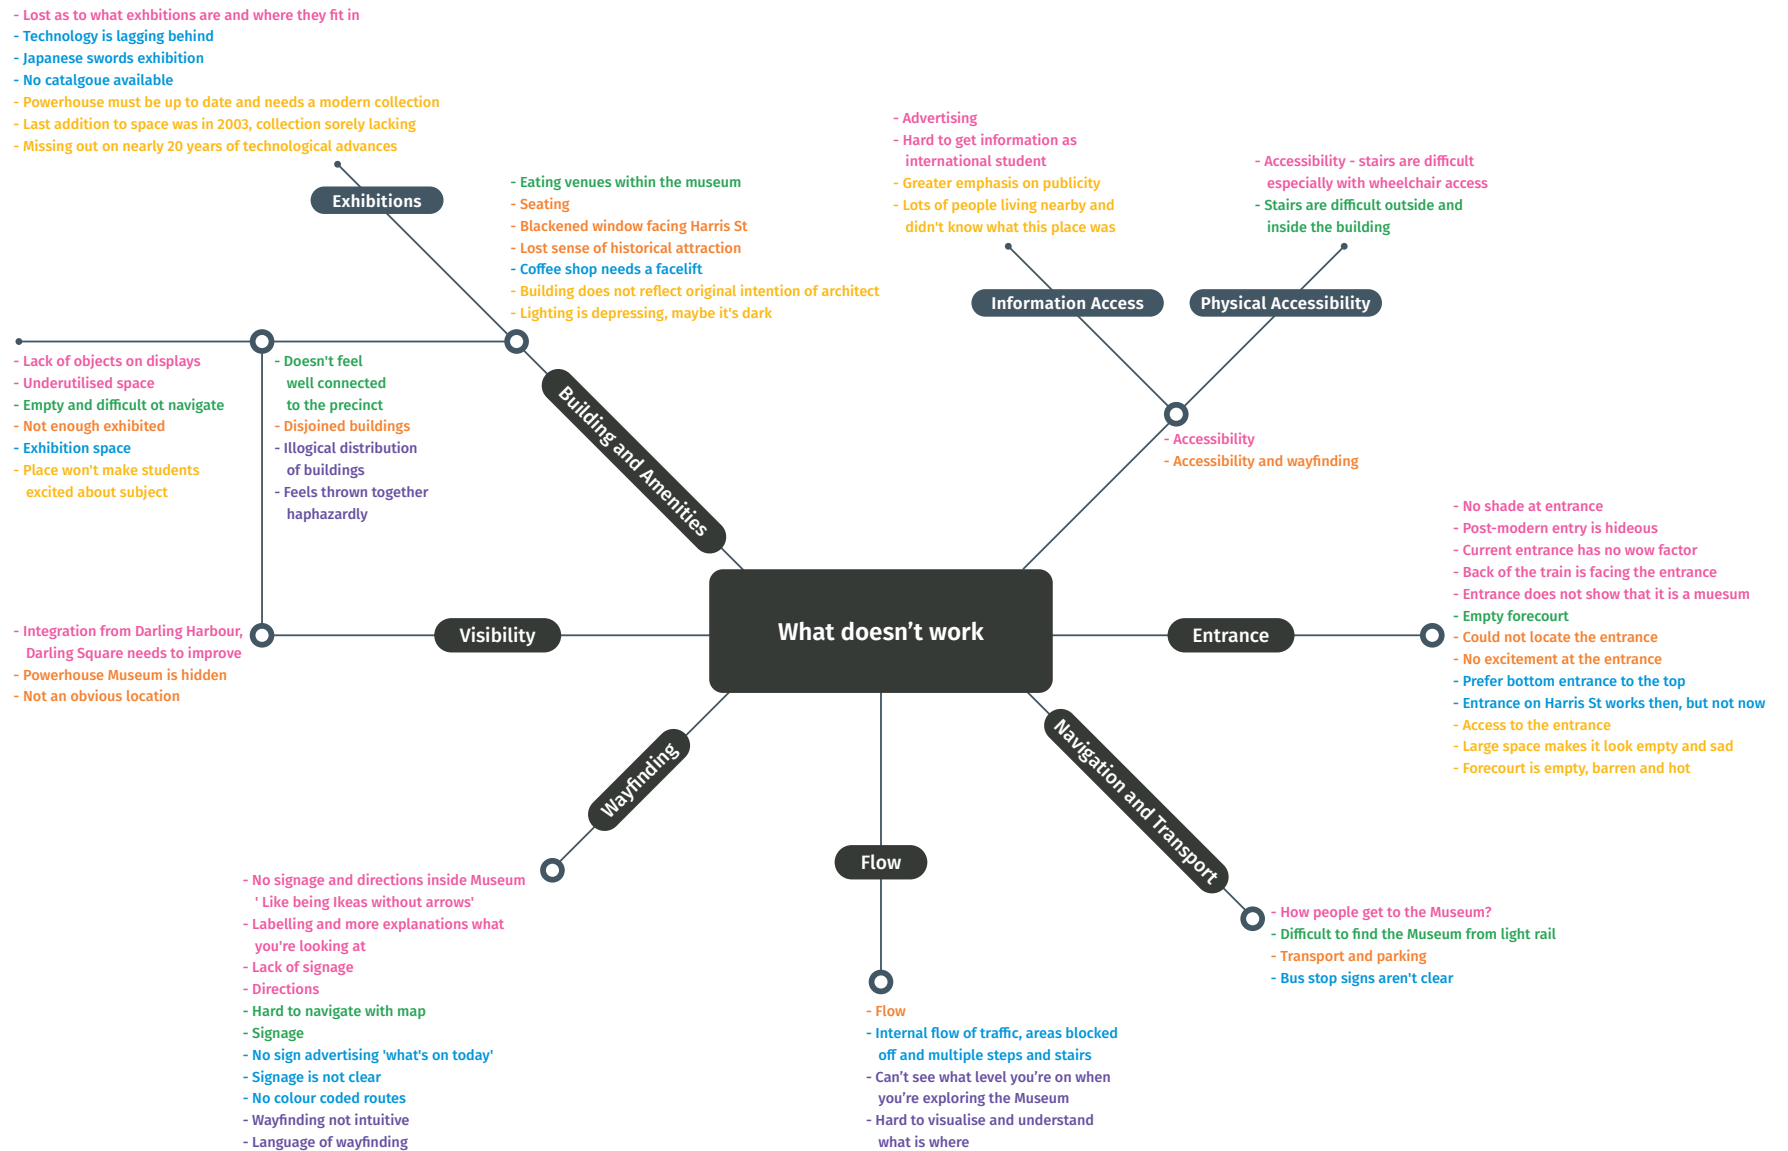 - Lost as to what exhbitions are and where they fit in
- Technology is lagging behind
- Japanese swords exhibition
- No catalgoue available
- Powerhouse must be up to date and needs a modern collection
- Last addition to space was in 2003, collection sorely lacking
- Missing out on nearly 20 years of technological advances
Exhibitions
- Eating venues within the museum
- Seating
- Blackened window facing Harris St
- Lost sense of historical attraction
- Coffee shop needs a facelift
- Building does not reflect original intention of architect
- Lighting is depressing, maybe it's dark
- Advertising
- Hard to get information as
international student
- Greater emphasis on publicity
- Lots of people living nearby and
didn't know what this place was
Information Access
- Accessibility - stairs are difficult
especially with wheelchair access
- Stairs are difficult outside and
inside the building
Physical Accessibility
- Accessibility
- Accessibility and wayfinding
- Lack of objects on displays
- Underutilised space
- Empty and difficult ot navigate
- Not enough exhibited
- Exhibition space
- Place won't make students
excited about subject
- Doesn't feel
well connected
to the precinct
- Disjoined buildings
- Illogical distribution
of buildings
- Feels thrown together
haphazardly
Building and Amenities
What doesn't work
Visibility
- Integration from Darling Harbour,
Darling Square needs to improve
- Powerhouse Museum is hidden
- Not an obvious location
Entrance
- No shade at entrance
- Post-modern entry is hideous
- Current entrance has no wow factor
- Back of the train is facing the entrance
- Entrance does not show that it is a muesum
- Empty forecourt
- Could not locate the entrance
- No excitement at the entrance
- Prefer bottom entrance to the top
- Entrance on Harris St works then, but not now
- Access to the entrance
- Large space makes it look empty and sad
- Forecourt is empty, barren and hot
Wayfinding
- No signage and directions inside Museum
' Like being Ikeas without arrows'
- Labelling and more explanations what
you're looking at
- Lack of signage
- Directions
- Hard to navigate with map
- Signage
- No sign advertising 'what's on today'
- Signage is not clear
- No colour coded routes
- Wayfinding not intuitive
- Language of wayfinding
Flow
- Flow
- Internal flow of traffic, areas blocked
off and multiple steps and stairs
- Can't see what level you're on when
you're exploring the Museum
- Hard to visualise and understand
what is where
Navigation and Transport
- How people get to the Museum?
- Difficult to find the Museum from light rail
- Transport and parking
- Bus stop signs aren't clear